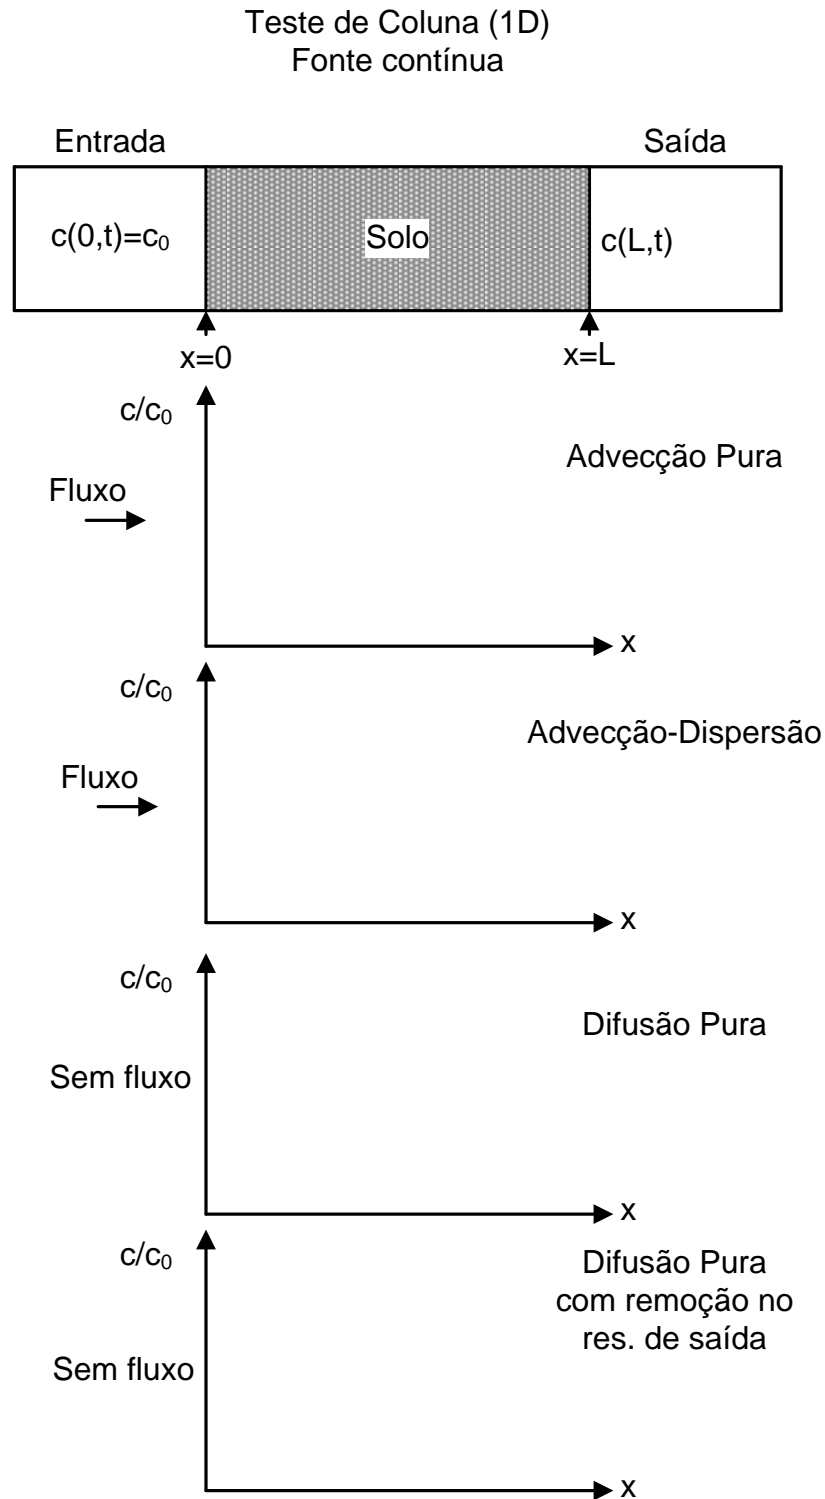 Teste de Coluna (1D)
Fonte contínua
Entrada
Saída
c(0,t)=c₀
Solo
c(L,t)
x=0
x=L
c/c₀
Advecção Pura
Fluxo
x
c/c₀
Advecção-Dispersão
Fluxo
x
c/c₀
Difusão Pura
Sem fluxo
x
c/c₀
Difusão Pura
com remoção no
res. de saída
Sem fluxo
x